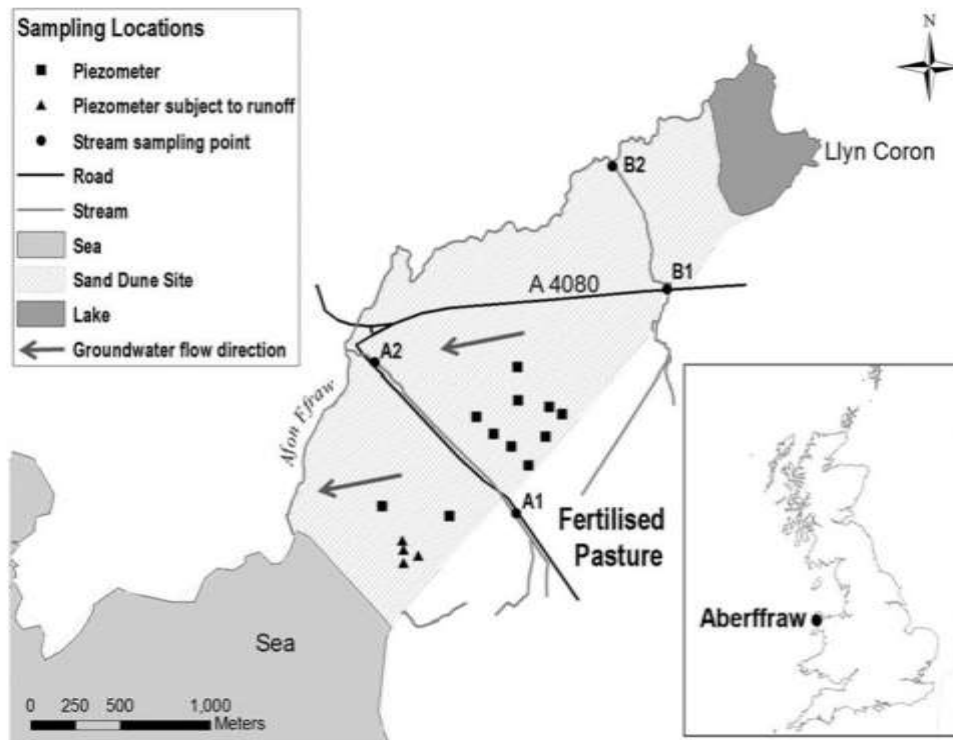 Sampling Locations
Piezometer
Piezometer subject to runoff
Stream sampling point
Road
Stream
Sea
Sand Dune Site
Lake
Groundwater flow direction
N
Llyn Coron
B2
B1
A 4080
A2
Afon Ffraw
A1
Fertilised
Pasture
Sea
Aberffraw
0 250 500 1,000
Meters